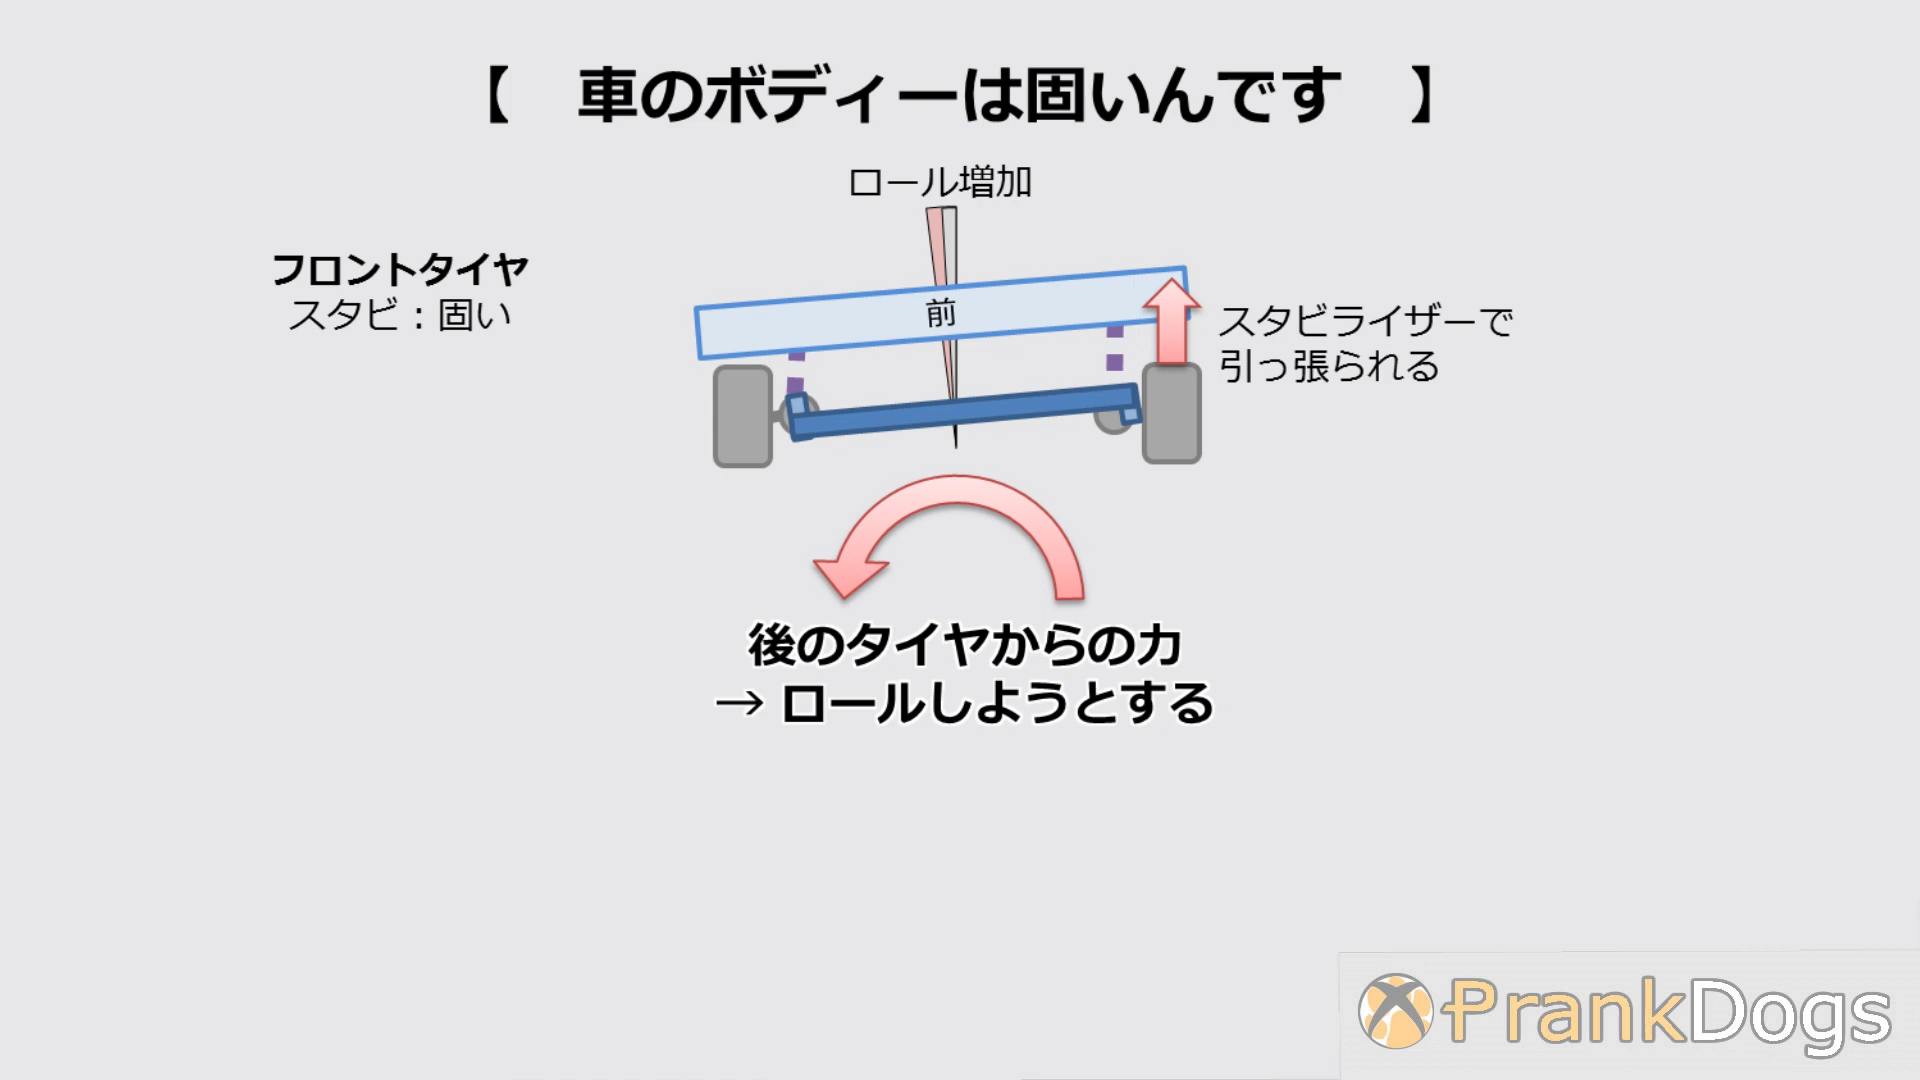 【　車のボディーは固いんです　】
ロール増加
フロントタイヤ
スタビ：固い
前
スタビライザーで
引っ張られる
後のタイヤからの力
→ ロールしようとする
PrankDogs